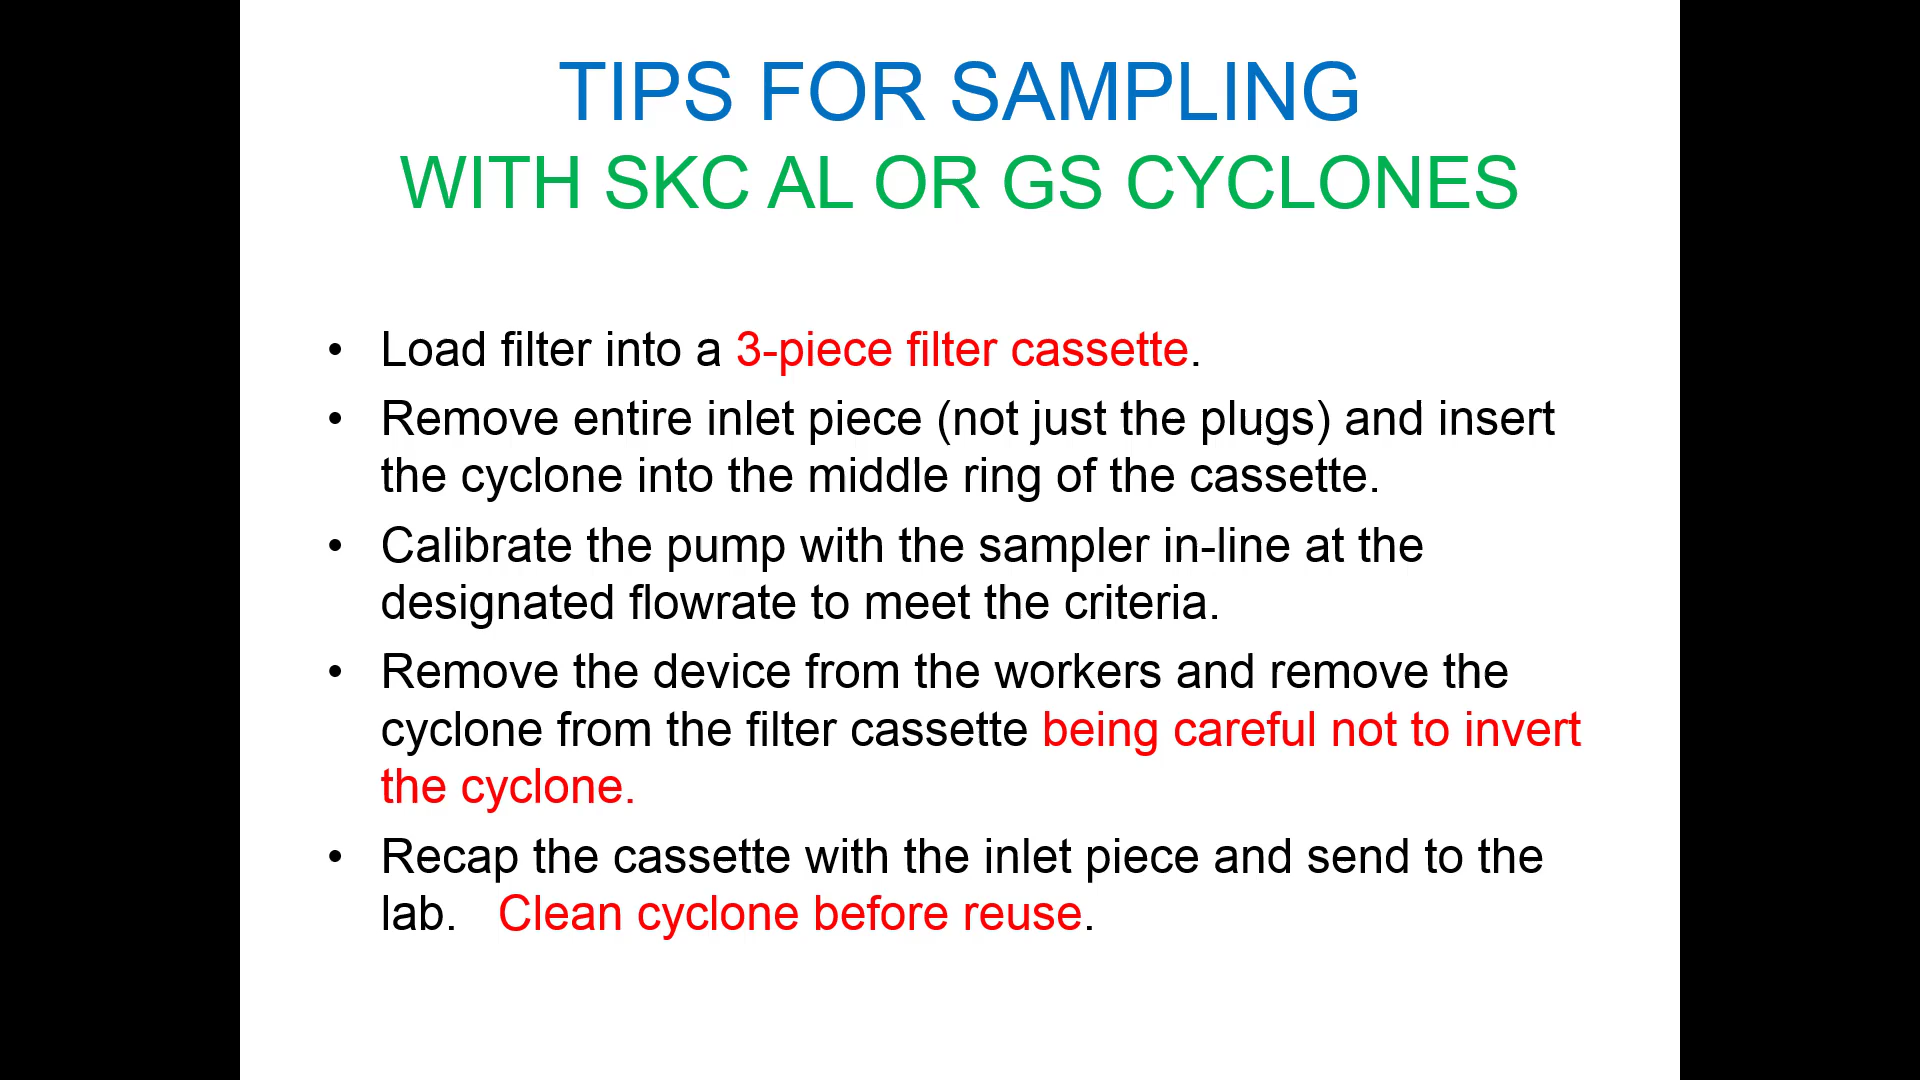 TIPS FOR SAMPLING
WITH SKC AL OR GS CYCLONES
• Load filter into a 3-piece filter cassette.
• Remove entire inlet piece (not just the plugs) and insert
the cyclone into the middle ring of the cassette.
• Calibrate the pump with the sampler in-line at the
designated flowrate to meet the criteria.
• Remove the device from the workers and remove the
cyclone from the filter cassette being careful not to invert
the cyclone.
• Recap the cassette with the inlet piece and send to the
lab.   Clean cyclone before reuse.